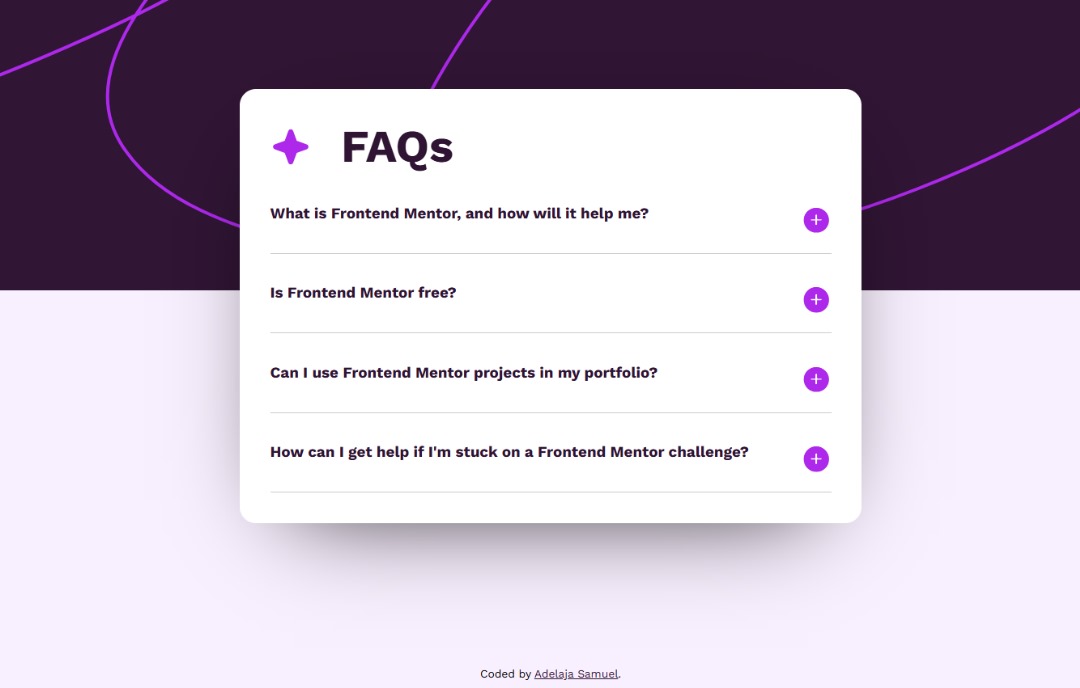 FAQs
What is Frontend Mentor, and how will it help me?
Is Frontend Mentor free?
Can I use Frontend Mentor projects in my portfolio?
How can I get help if I'm stuck on a Frontend Mentor challenge?
Coded by Adelaja Samuel.